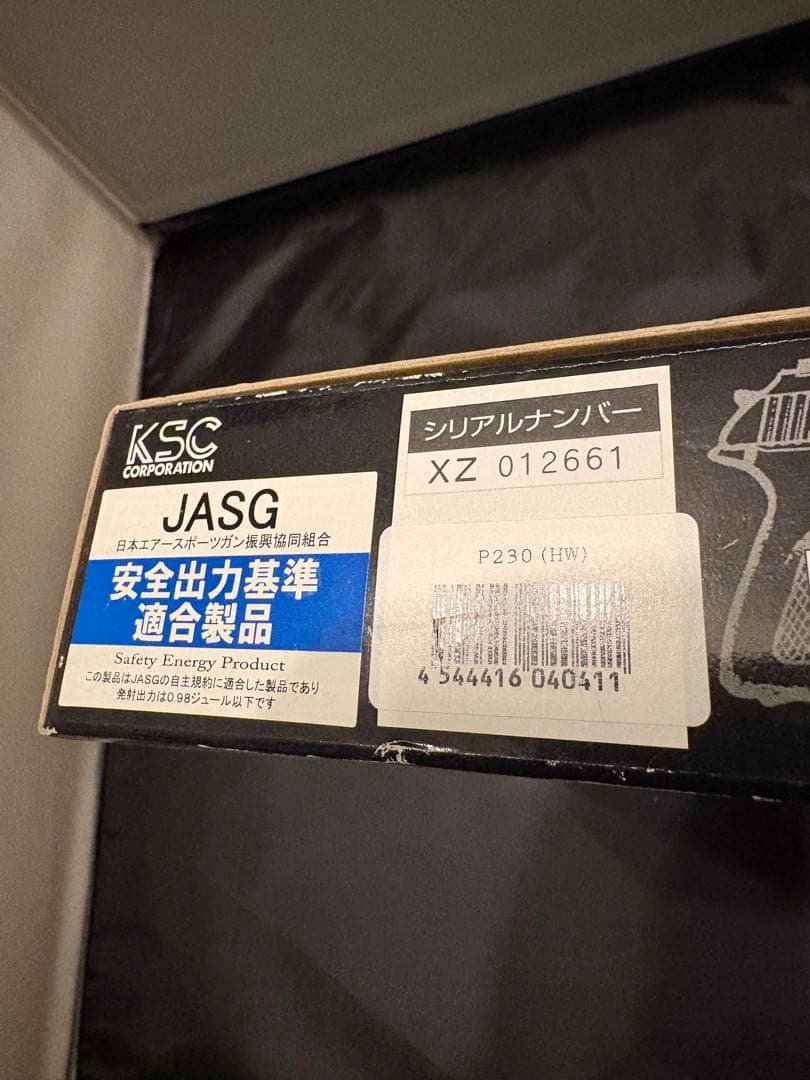 KSC
CORPORATION
JASG
日本エアースポーツガン振興協同組合
安全出力基準
適合製品
Safety Energy Product
この製品はJASGの自主規約に適合した製品であり
発射出力は0.98ジュール以下です
シリアルナンバー
XZ 012661
P230 (HW)
4 544416 040411